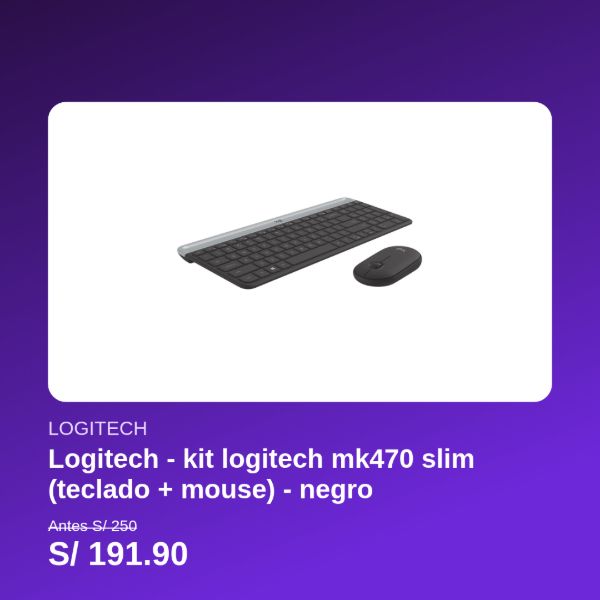 LOGITECH
Logitech - kit logitech mk470 slim
(teclado + mouse) - negro
Antes S/ 250
S/ 191.90